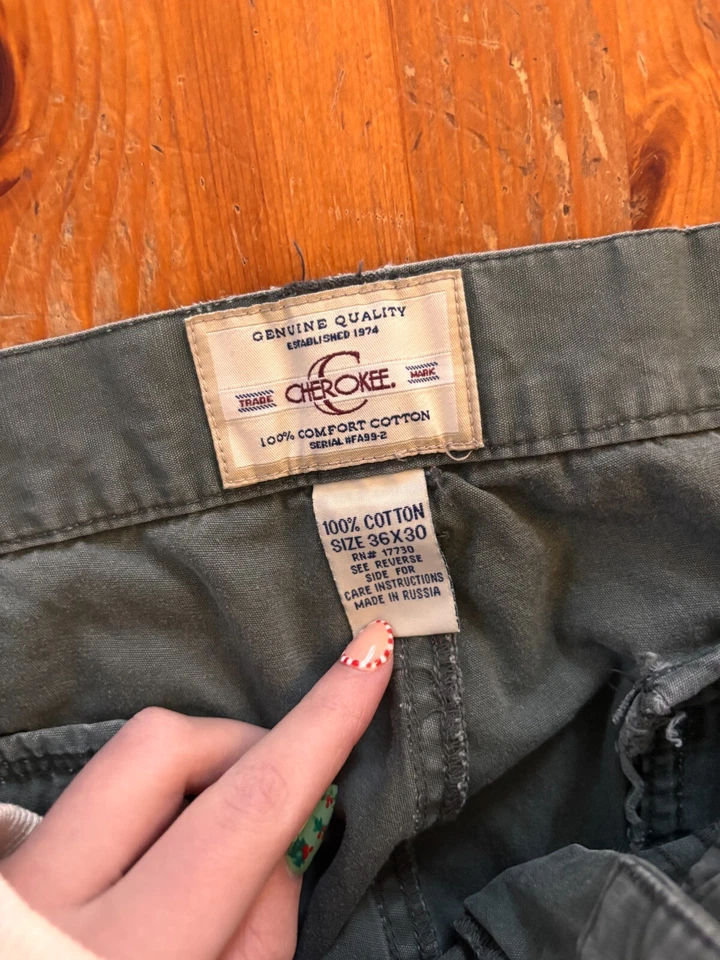 GENUINE QUALITY
ESTABLISHED 1974
TRADE CHEROKEE. MARK
100% COMFORT COTTON
SERIAL #FA99-2
100% COTTON
SIZE 36X30
RN# 17730
SEE REVERSE
SIDE FOR
CARE INSTRUCTIONS
MADE IN RUSSIA